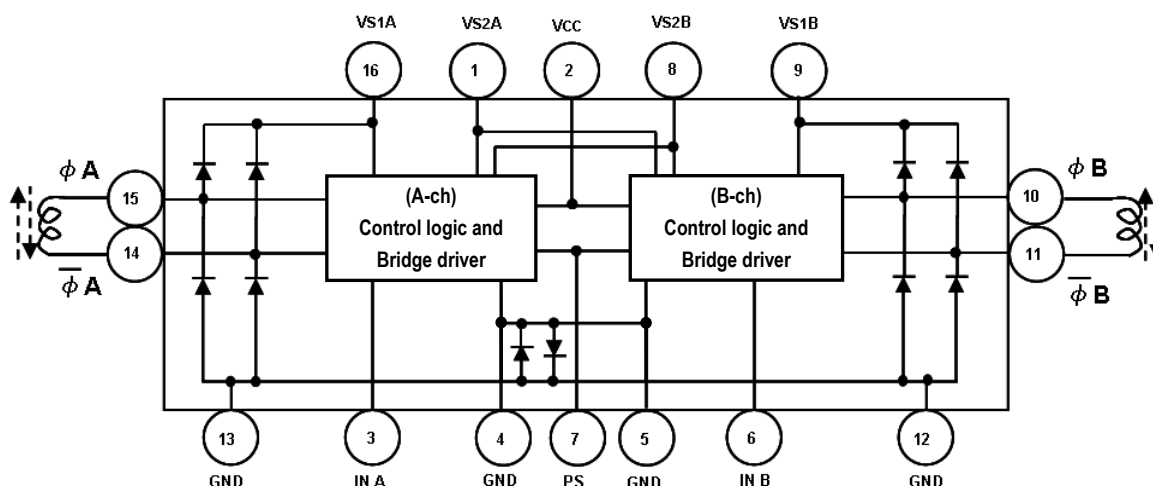 VS1A
VS2A
VCC
VS2B
VS1B
16
1
2
8
9
ϕ A
ϕ B
15
10
(A-ch)
Control logic and
Bridge driver
(B-ch)
Control logic and
Bridge driver
14
11
ϕ̅ A
ϕ̅ B
13
3
4
7
5
6
12
GND
IN A
GND
PS
GND
IN B
GND